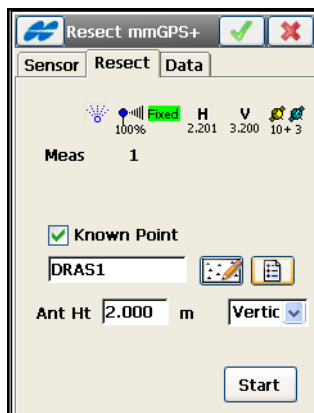 Resect mmGPS+
Sensor Resect Data
Fixed H V
100% 2.201 3.200 10+3
Meas 1
Known Point
DRAS1
Ant Ht 2.000 m Vertic
Start